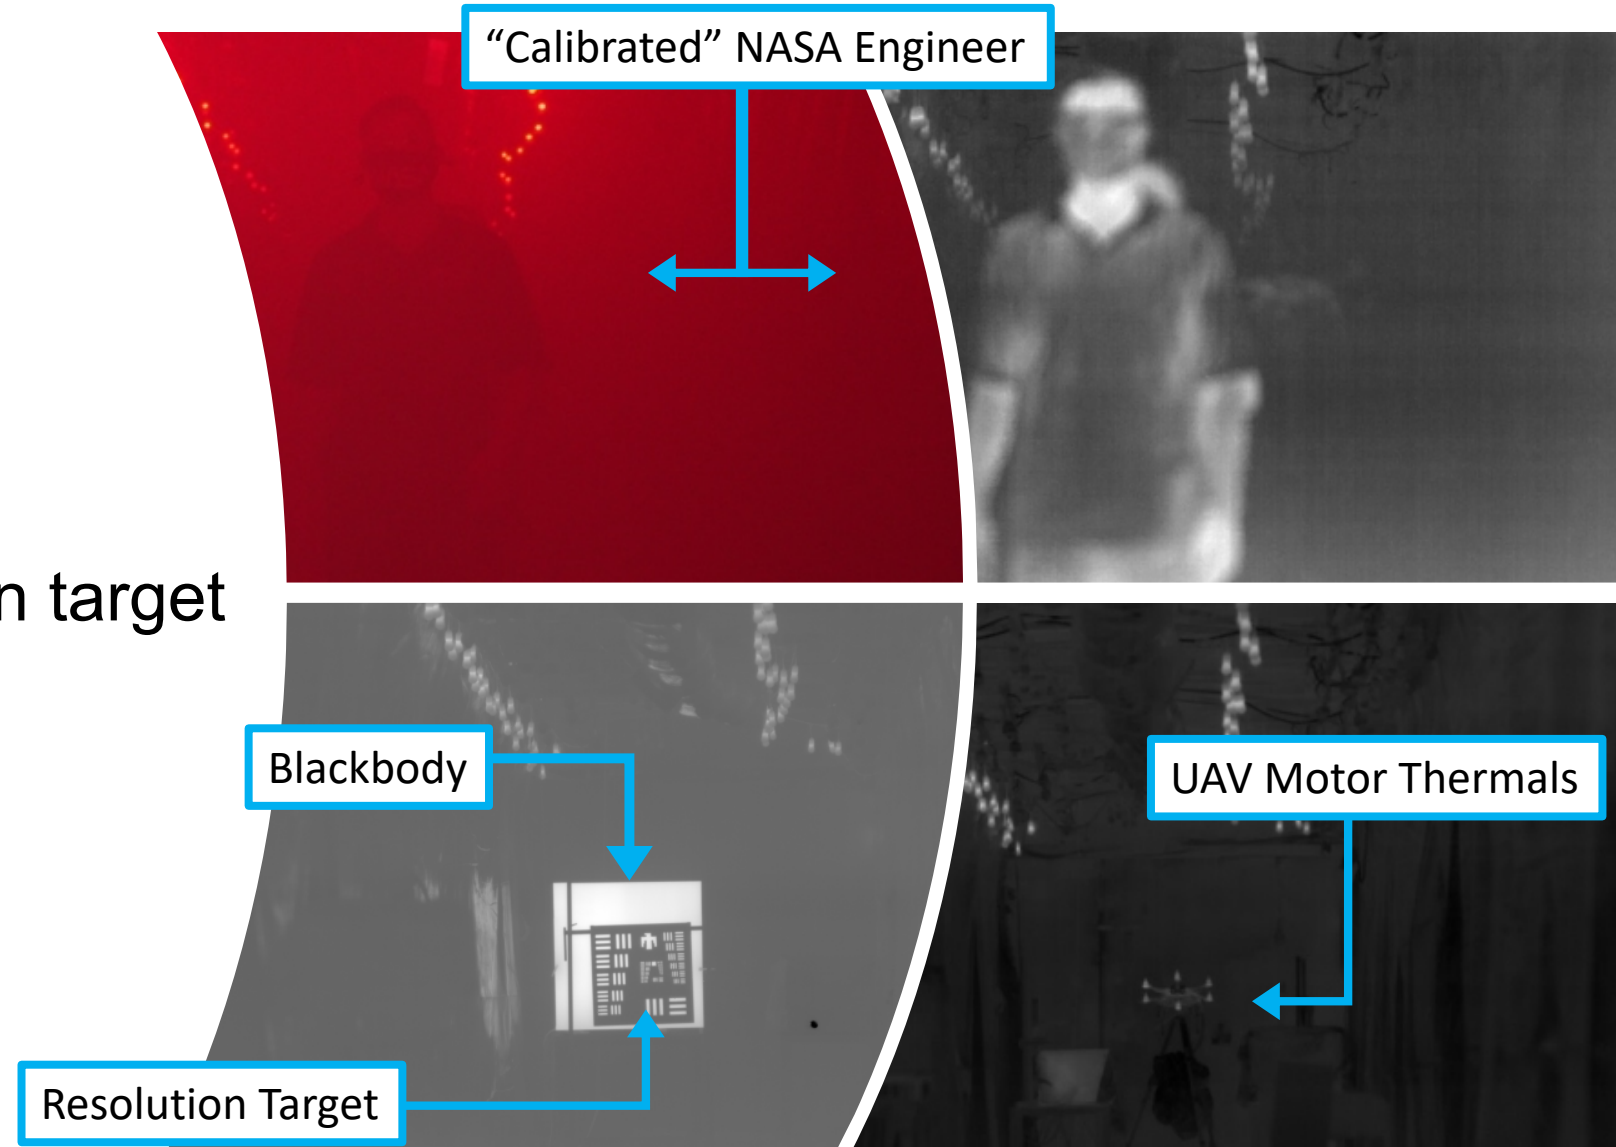 “Calibrated” NASA Engineer
n target
Blackbody
UAV Motor Thermals
Resolution Target